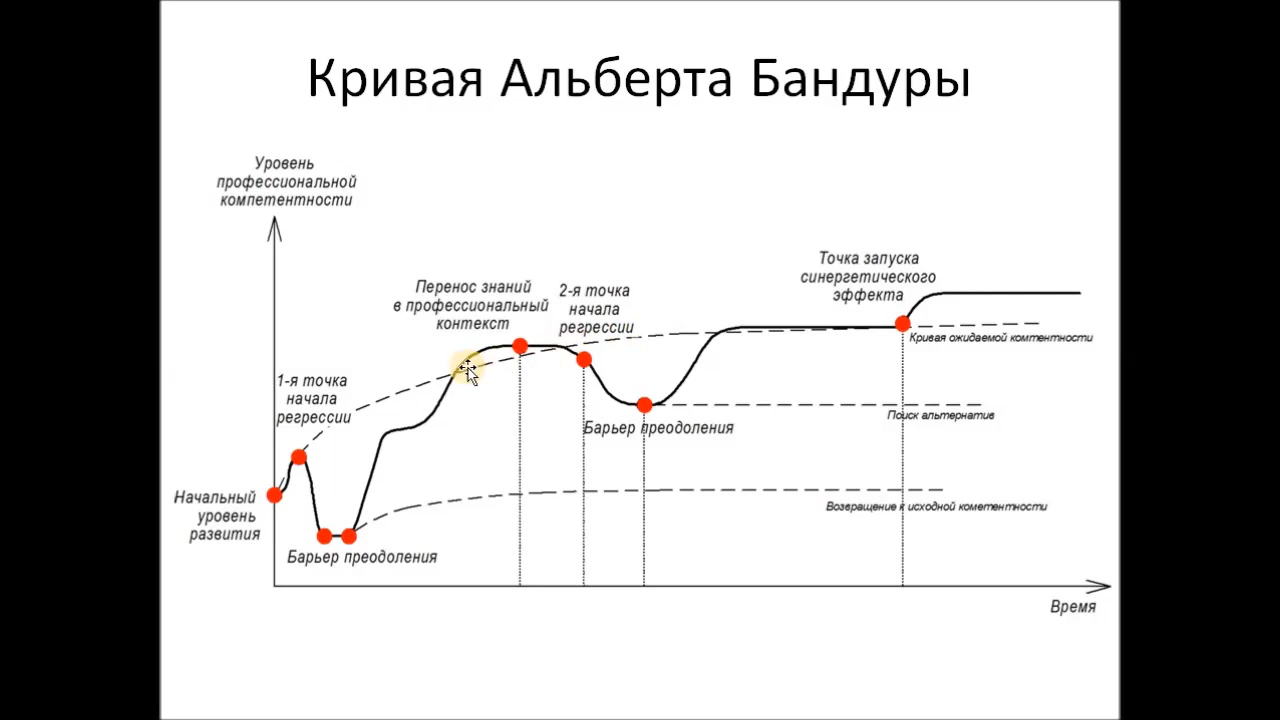 Кривая Альберта Бандуры
Уровень
профессиональной
компетентности
Точка запуска
синергетического
эффекта
Перенос знаний
в профессиональный
контекст
2-я точка
начала
регрессии
Кривая ожидаемой комтентности
1-я точка
начала
регрессии
Поиск альтернатив
Барьер преодоления
Начальный
уровень
развития
Возвращение к исходной кометентности
Барьер преодоления
Время